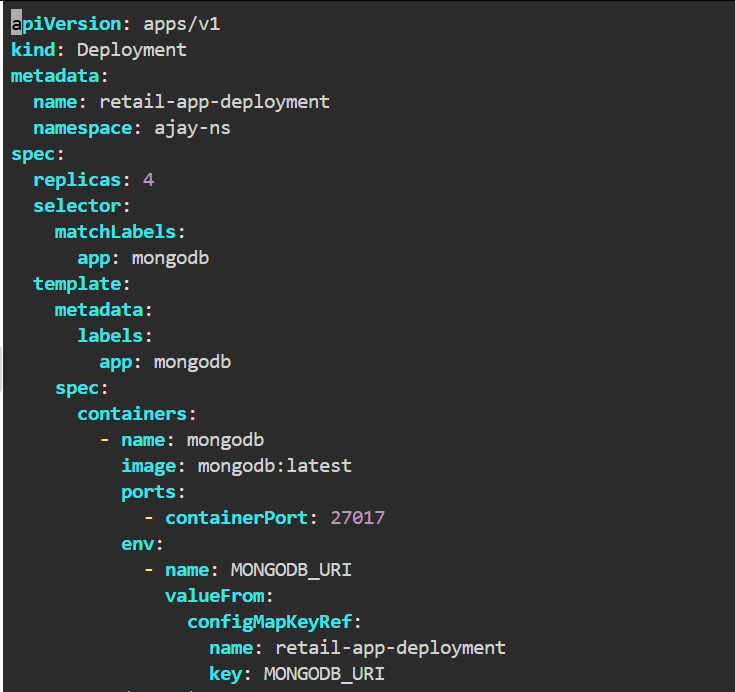 apiVersion: apps/v1
kind: Deployment
metadata:
  name: retail-app-deployment
  namespace: ajay-ns
spec:
  replicas: 4
  selector:
    matchLabels:
      app: mongodb
  template:
    metadata:
      labels:
        app: mongodb
    spec:
      containers:
        - name: mongodb
          image: mongodb:latest
          ports:
            - containerPort: 27017
          env:
            - name: MONGODB_URI
              valueFrom:
                configMapKeyRef:
                  name: retail-app-deployment
                  key: MONGODB_URI